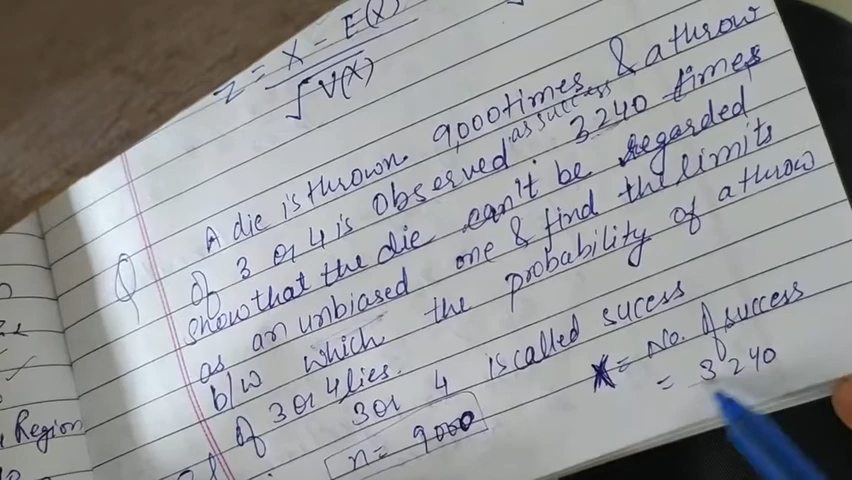 Z = X - E(X)
√V(X)
Q A die is thrown 9,000 times & a throw
of 3 or 4 is observed as success 3240 times
show that the die can't be regarded
as an unbiased one & find the limits
b/w which the probability of a throw
of 3 or 4 lies.
3 or 4 is called sucess
n = 9000
X = No. of success
= 3240
Region